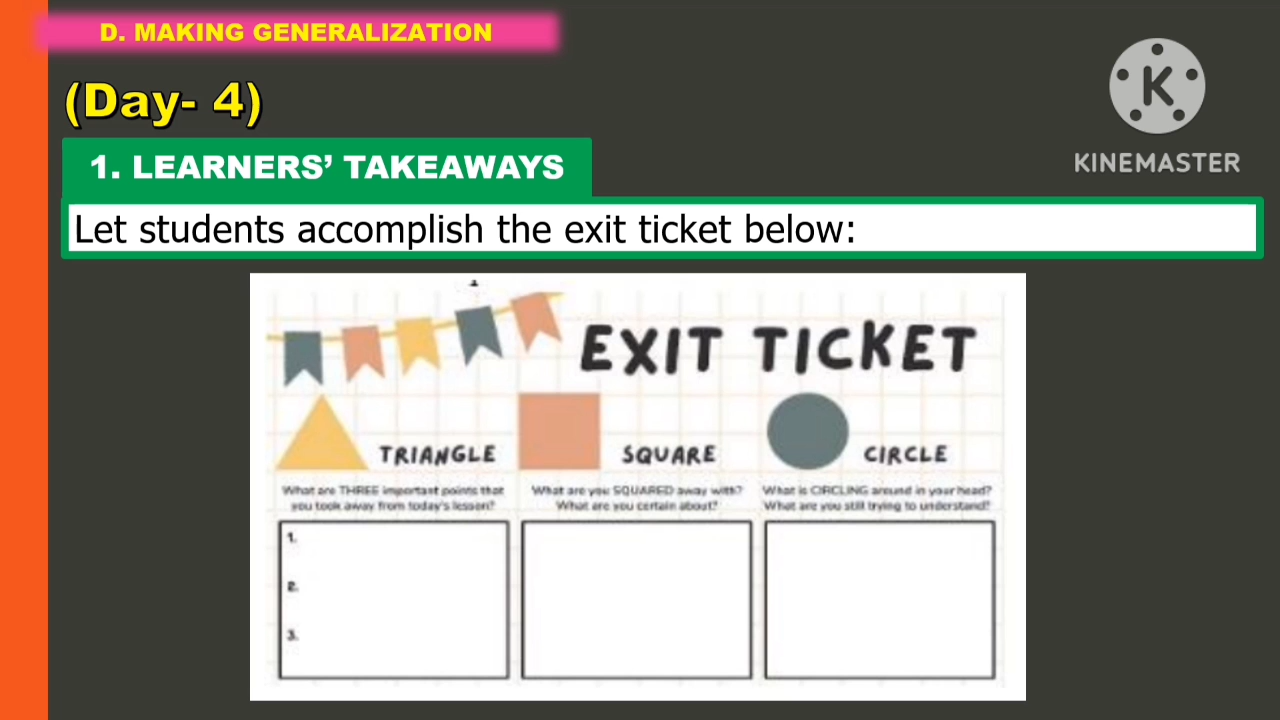 D. MAKING GENERALIZATION
(Day- 4)
K
KINEMASTER
1. LEARNERS’ TAKEAWAYS
Let students accomplish the exit ticket below:
EXIT TICKET
TRIANGLE
SQUARE
CIRCLE
What are THREE important points that
you took away from today's lesson?
What are you SQUARED away with?
What are you certain about?
What is CIRCLING around in your head?
What are you still trying to understand?
1.
2.
3.